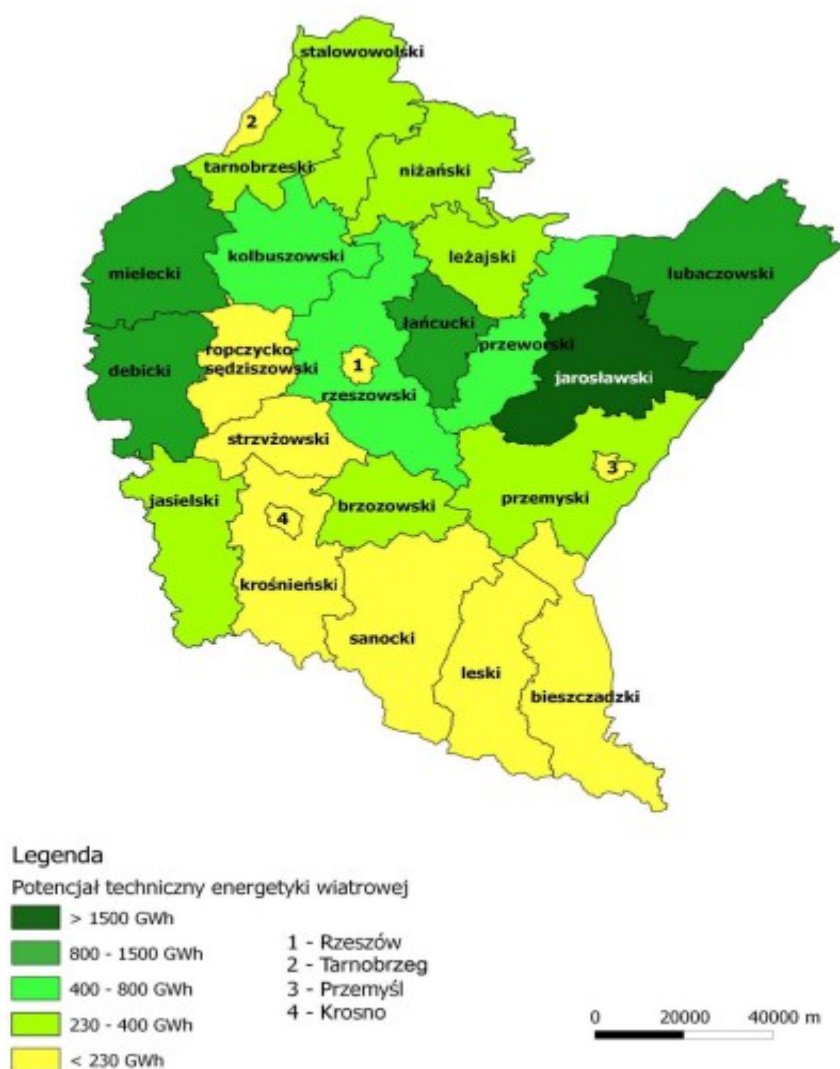 stalowowolski
2
tarnobrzeski
niżański
kolbuszowski
leżajski
lubaczowski
mielecki
łańcucki
ropczycko-
sędziszowski
1
przeworski
dębicki
rzeszowski
jarosławski
strzyżowski
3
jasielski
brzozowski
przemyski
4
krośnieński
sanocki
leski
bieszczadzki
Legenda
Potencjał techniczny energetyki wiatrowej
> 1500 GWh
800 - 1500 GWh
400 - 800 GWh
230 - 400 GWh
< 230 GWh
1 - Rzeszów
2 - Tarnobrzeg
3 - Przemyśl
4 - Krosno
0 20000 40000 m